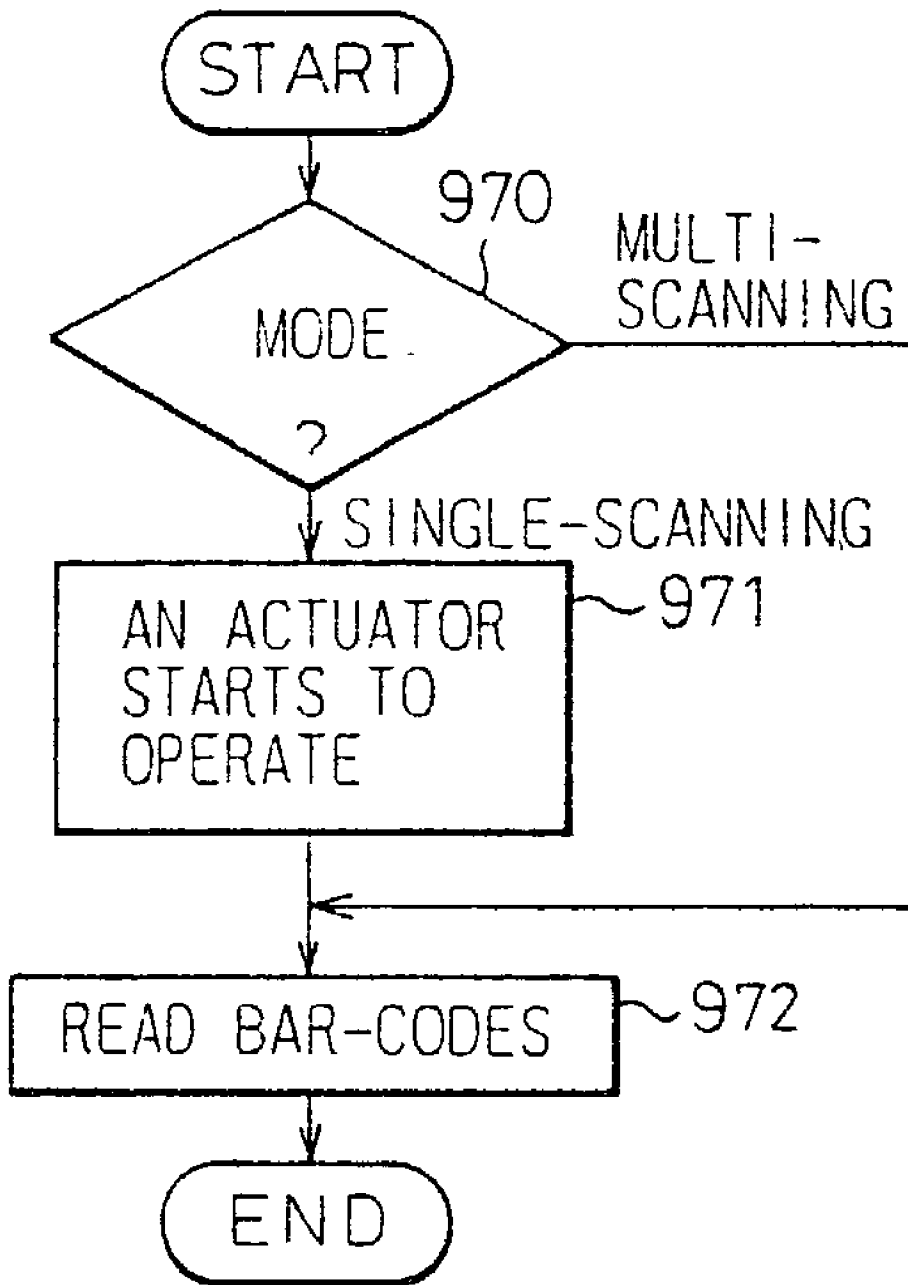 START
970
MULTI-
SCANNING
MODE
?
SINGLE-SCANNING
971
AN ACTUATOR
STARTS TO
OPERATE
READ BAR-CODES
972
END